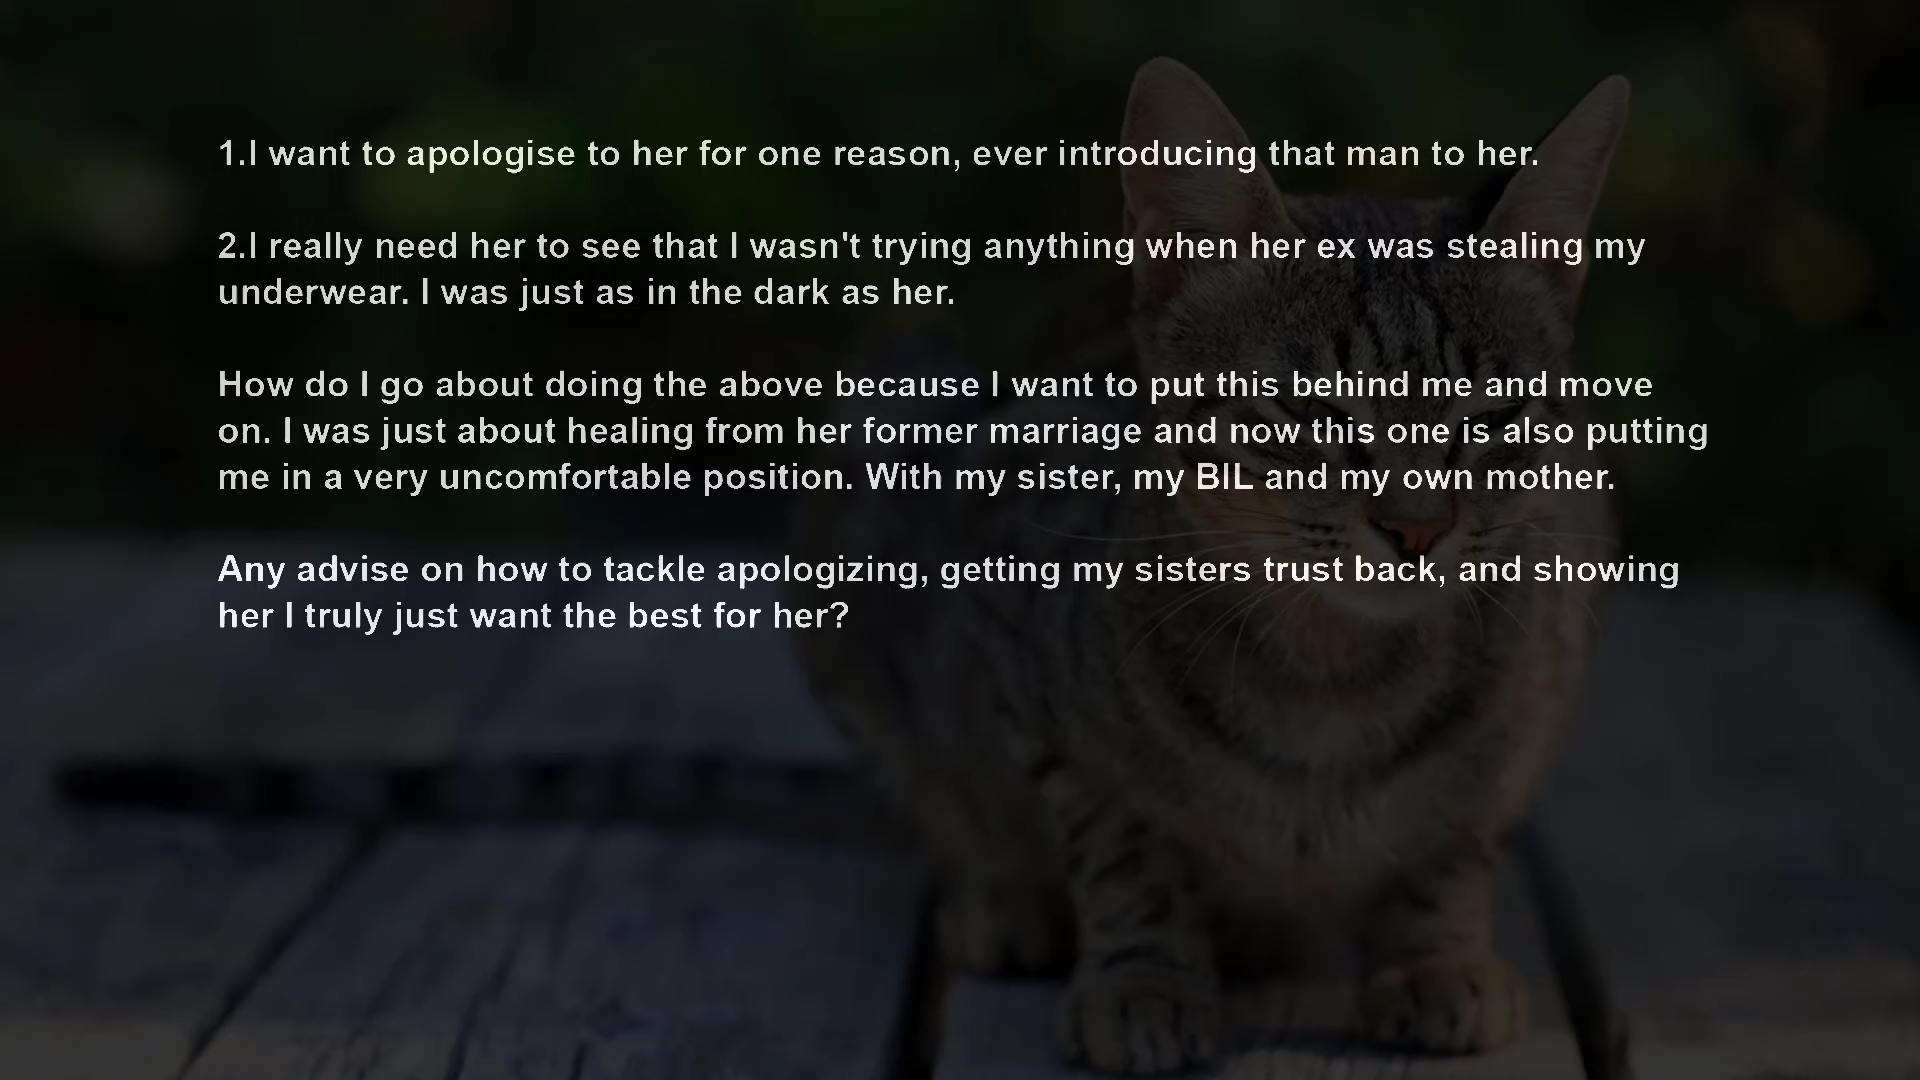 1.I want to apologise to her for one reason, ever introducing that man to her.
2.I really need her to see that I wasn't trying anything when her ex was stealing my
underwear. I was just as in the dark as her.
How do I go about doing the above because I want to put this behind me and move
on. I was just about healing from her former marriage and now this one is also putting
me in a very uncomfortable position. With my sister, my BIL and my own mother.
Any advise on how to tackle apologizing, getting my sisters trust back, and showing
her I truly just want the best for her?